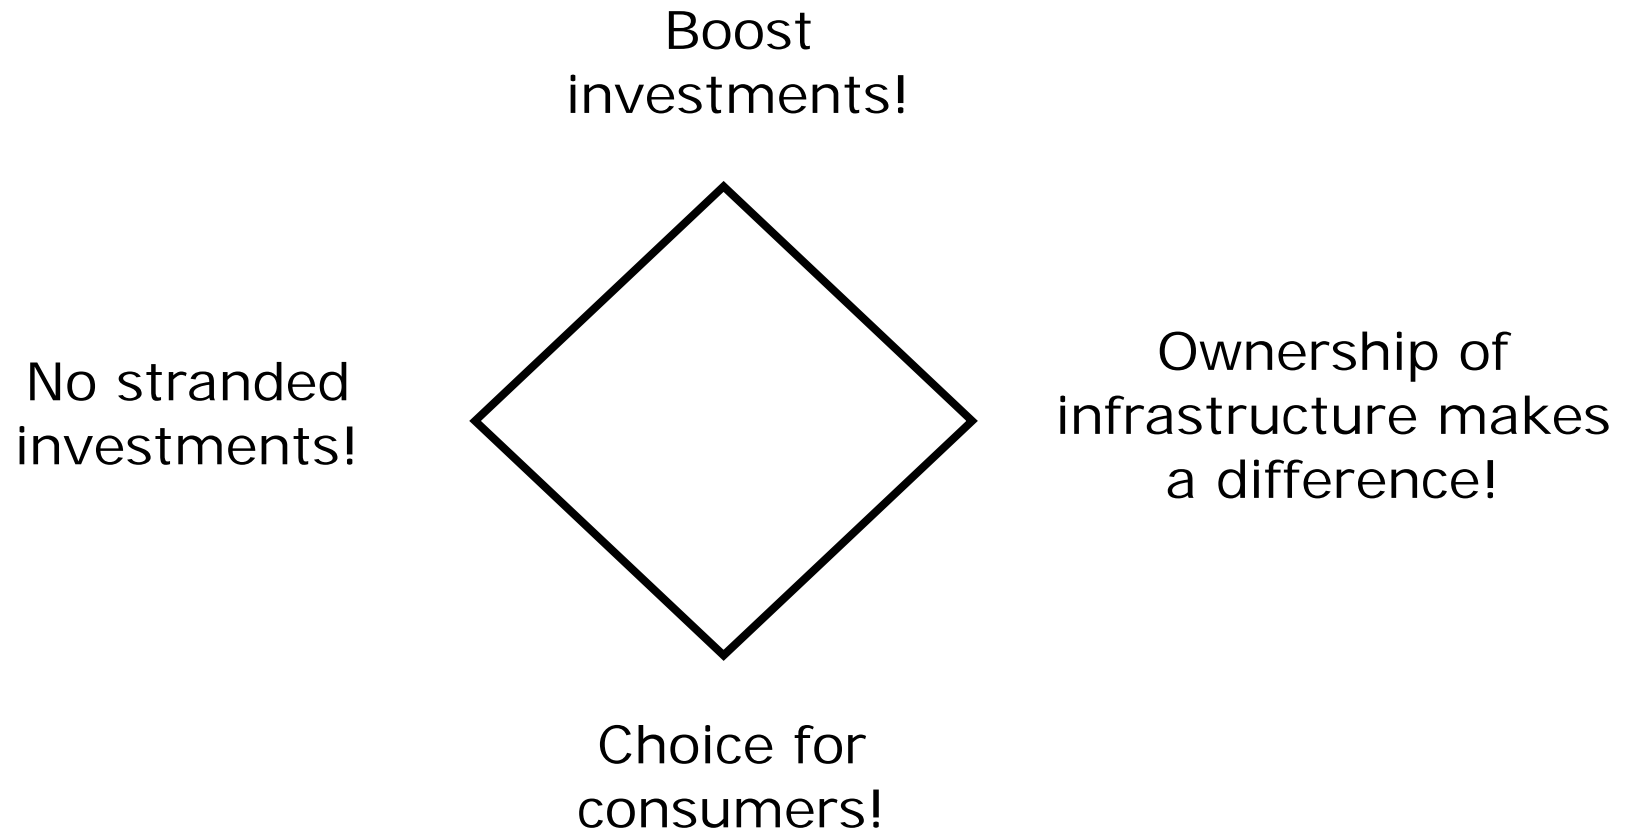 Boost
investments!
No stranded
investments!
Ownership of
infrastructure makes
a difference!
Choice for
consumers!